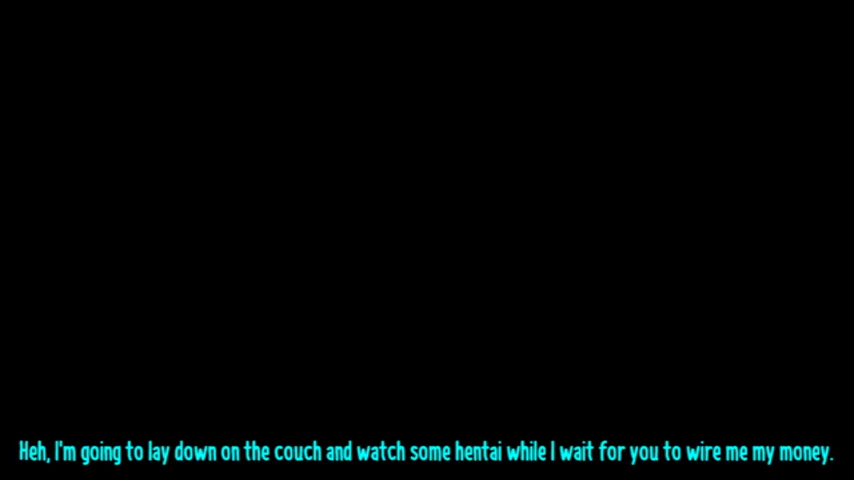 Heh, I'm going to lay down on the couch and watch some hentai while I wait for you to wire me my money.